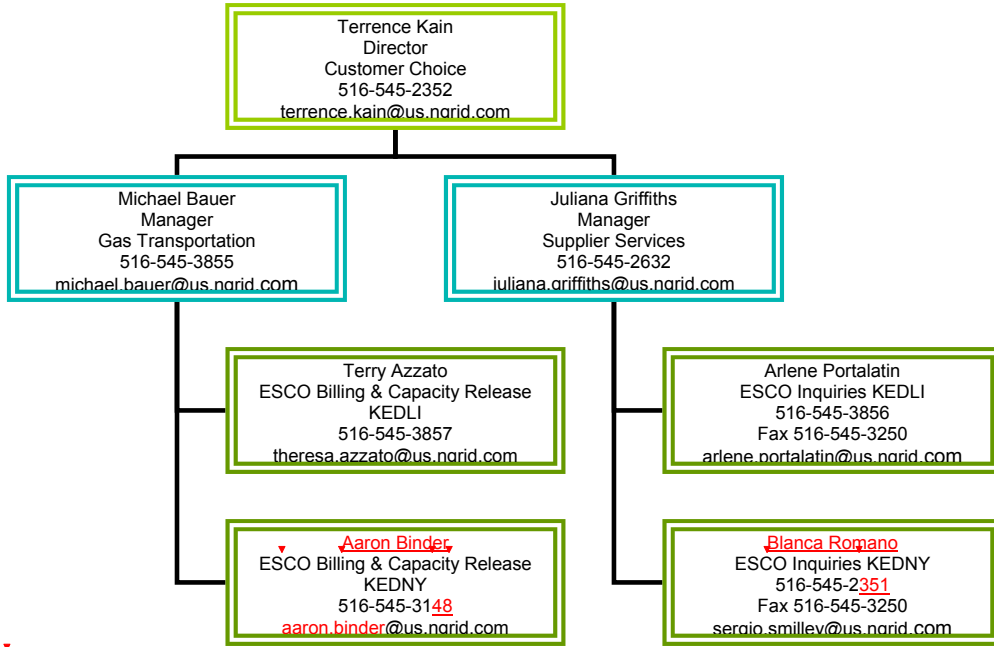 Terrence Kain
Director
Customer Choice
516-545-2352
terrence.kain@us.ngrid.com
Michael Bauer
Manager
Gas Transportation
516-545-3855
michael.bauer@us.ngrid.com
Juliana Griffiths
Manager
Supplier Services
516-545-2632
juliana.griffiths@us.ngrid.com
Terry Azzato
ESCO Billing & Capacity Release
KEDLI
516-545-3857
theresa.azzato@us.ngrid.com
Arlene Portalatin
ESCO Inquiries KEDLI
516-545-3856
Fax 516-545-3250
arlene.portalatin@us.ngrid.com
Aaron Binder
ESCO Billing & Capacity Release
KEDNY
516-545-3148
aaron.binder@us.ngrid.com
Blanca Romano
ESCO Inquiries KEDNY
516-545-2351
Fax 516-545-3250
sergio.smilley@us.ngrid.com